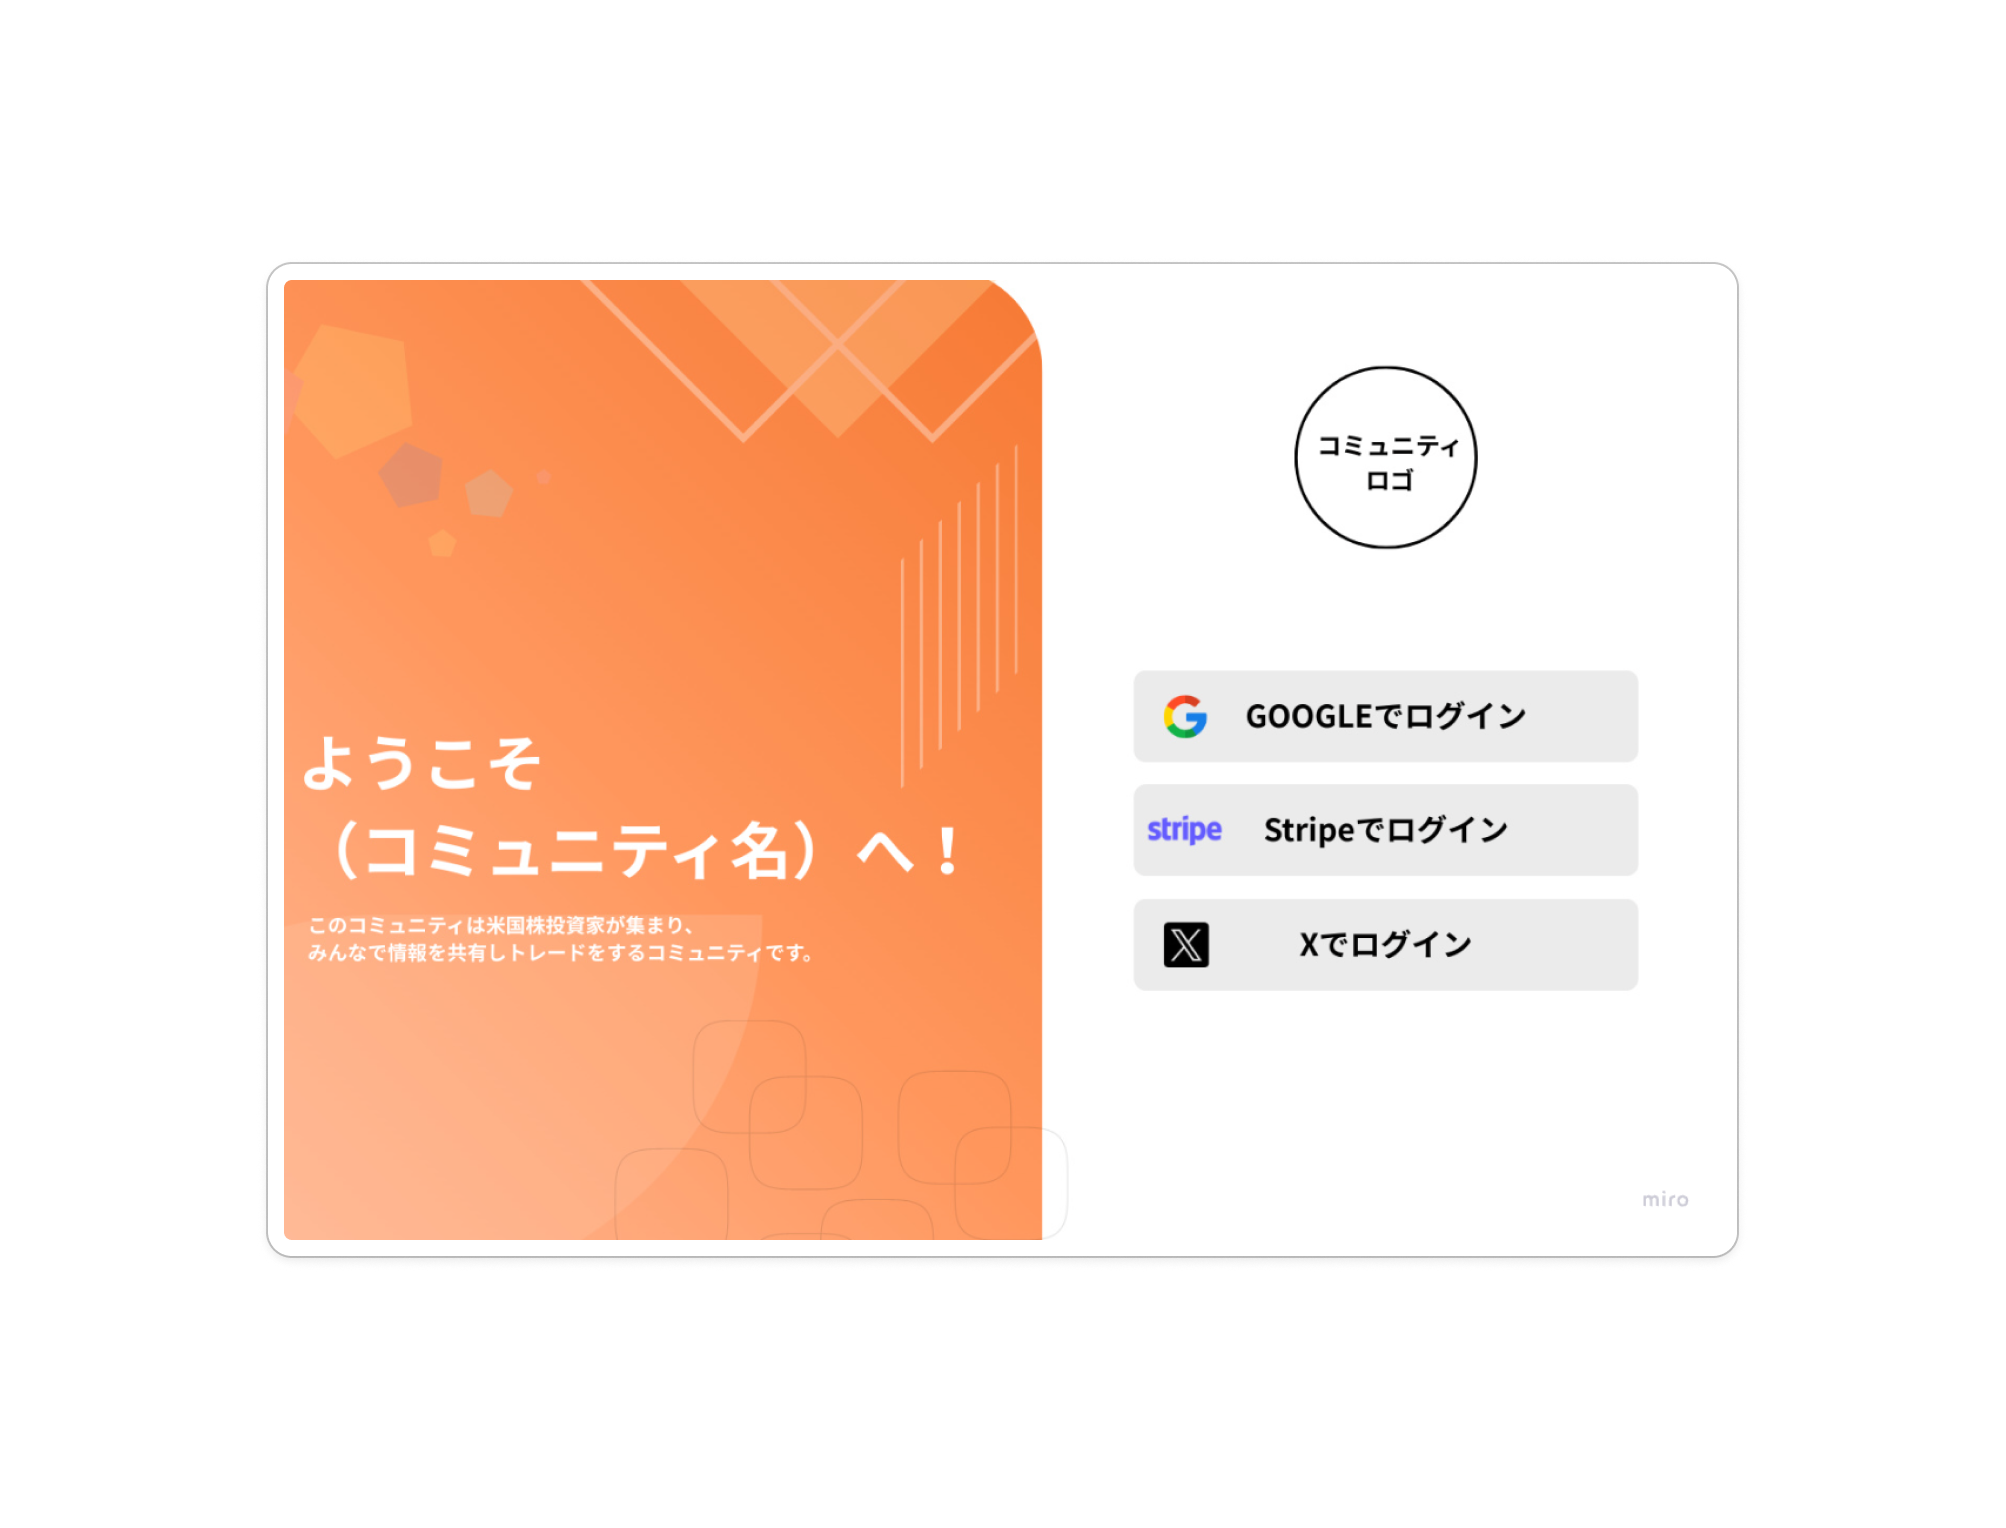 ようこそ
（コミュニティ名）へ！
このコミュニティは米国株投資家が集まり、
みんなで情報を共有しトレードをするコミュニティです。
コミュニティ
ロゴ
GOOGLEでログイン
stripe Stripeでログイン
Xでログイン
miro